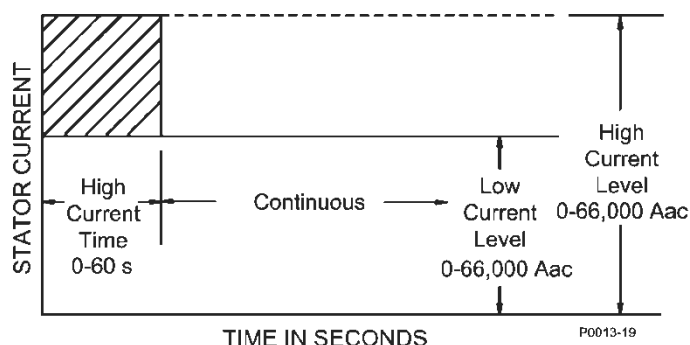 STATOR CURRENT
High
Current
Time
0-60 s
Continuous
Low
Current
Level
0-66,000 Aac
High
Current
Level
0-66,000 Aac
TIME IN SECONDS
P0013-19